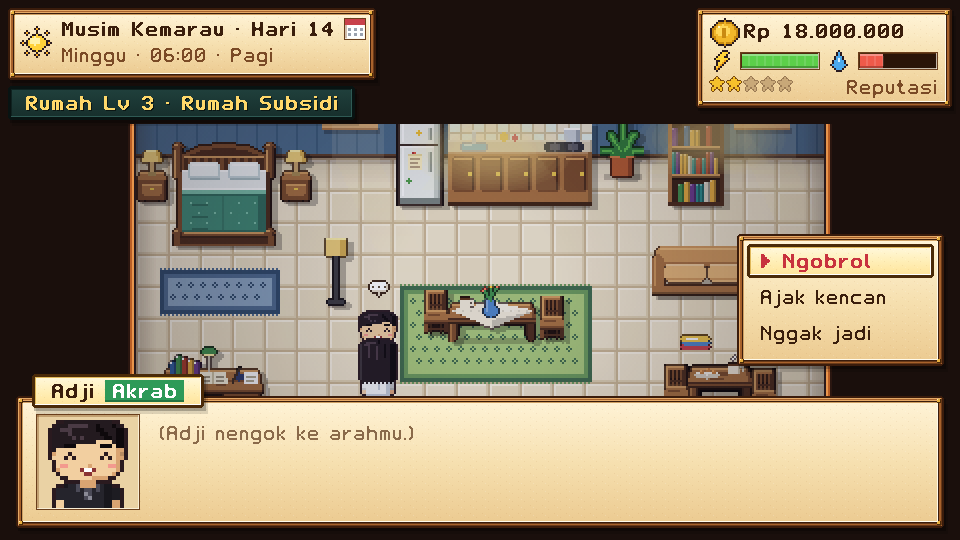 Musim Kemarau · Hari 14
Minggu · 06:00 · Pagi
Rp 18.000.000
Reputasi
Rumah Lv 3 · Rumah Subsidi
Ngobrol
Ajak kencan
Nggak jadi
Adji Akrab
(Adji nengok ke arahmu.)